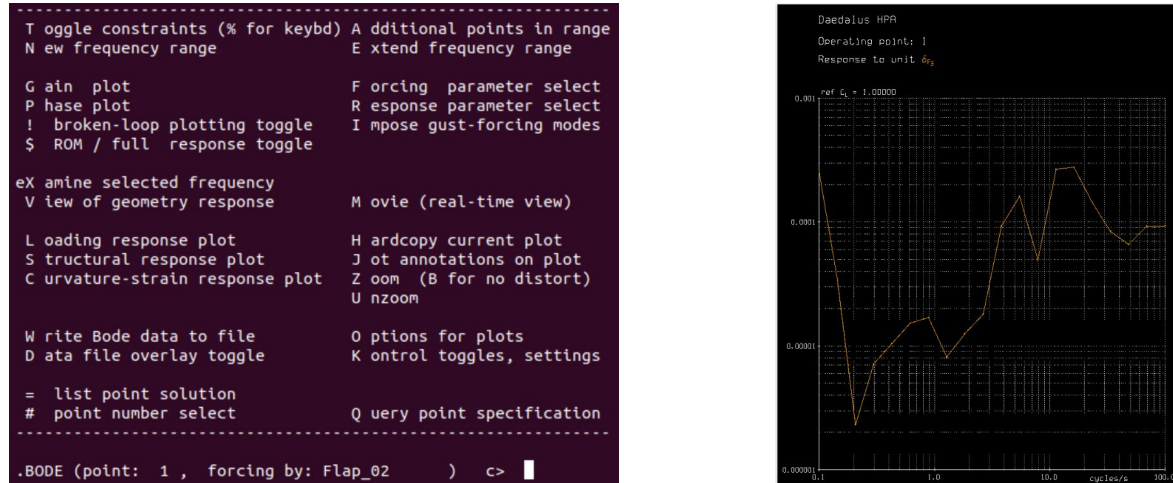 T oggle constraints (% for keybd) A dditional points in range
N ew frequency range E xtend frequency range
G ain plot F orcing parameter select
P hase plot R esponse parameter select
! broken-loop plotting toggle I mpose gust-forcing modes
$ ROM / full response toggle
eX amine selected frequency
V iew of geometry response M ovie (real-time view)
L oading response plot H ardcopy current plot
S tructural response plot J ot annotations on plot
C urvature-strain response plot Z oom (B for no distort)
U nzoom
W rite Bode data to file O ptions for plots
D ata file overlay toggle K ontrol toggles, settings
= list point solution
# point number select Q uery point specification
.BODE (point: 1 , forcing by: Flap_02 ) c>
Daedalus HPA
Operating point: 1
Response to unit δF₂
ref CL = 1.00000
0.001
0.0001
0.00001
0.000001
0.1 1.0 10.0 cycles/s 100.0